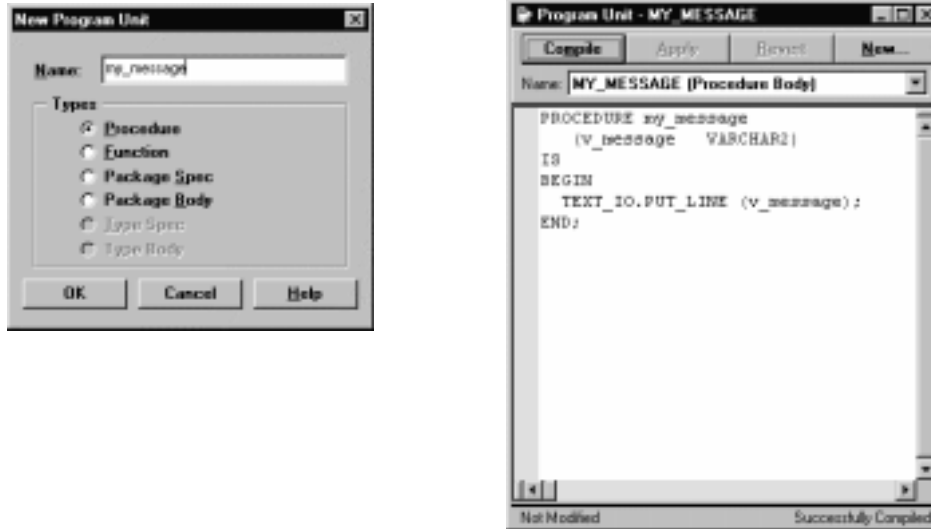 New Program Unit
Name: my_message
Types
Procedure
Function
Package Spec
Package Body
Type Spec
Type Body
OK Cancel Help
Program Unit - MY_MESSAGE
Compile Apply Revert New...
Name: MY_MESSAGE (Procedure Body)
PROCEDURE my_message
(v_message VARCHAR2)
IS
BEGIN
TEXT_IO.PUT_LINE (v_message);
END;
Not Modified Successfully Compiled